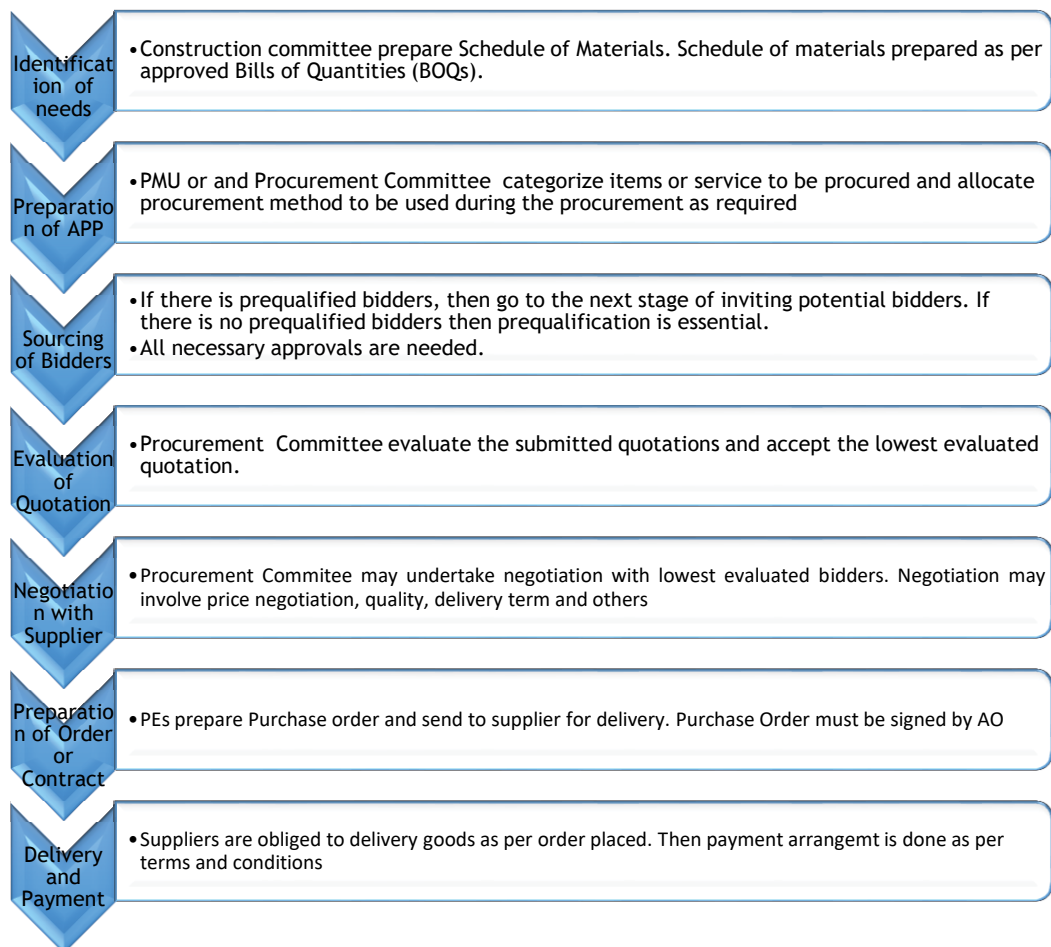 Identificat
ion of
needs
•Construction committee prepare Schedule of Materials. Schedule of materials prepared as per
approved Bills of Quantities (BOQs).
Preparatio
n of APP
•PMU or and Procurement Committee categorize items or service to be procured and allocate
procurement method to be used during the procurement as required
Sourcing
of Bidders
•If there is prequalified bidders, then go to the next stage of inviting potential bidders. If
there is no prequalified bidders then prequalification is essential.
•All necessary approvals are needed.
Evaluation
of
Quotation
•Procurement Committee evaluate the submitted quotations and accept the lowest evaluated
quotation.
Negotiatio
n with
Supplier
•Procurement Commitee may undertake negotiation with lowest evaluated bidders. Negotiation may
involve price negotiation, quality, delivery term and others
Preparatio
n of Order
or
Contract
•PEs prepare Purchase order and send to supplier for delivery. Purchase Order must be signed by AO
Delivery
and
Payment
•Suppliers are obliged to delivery goods as per order placed. Then payment arrangemt is done as per
terms and conditions